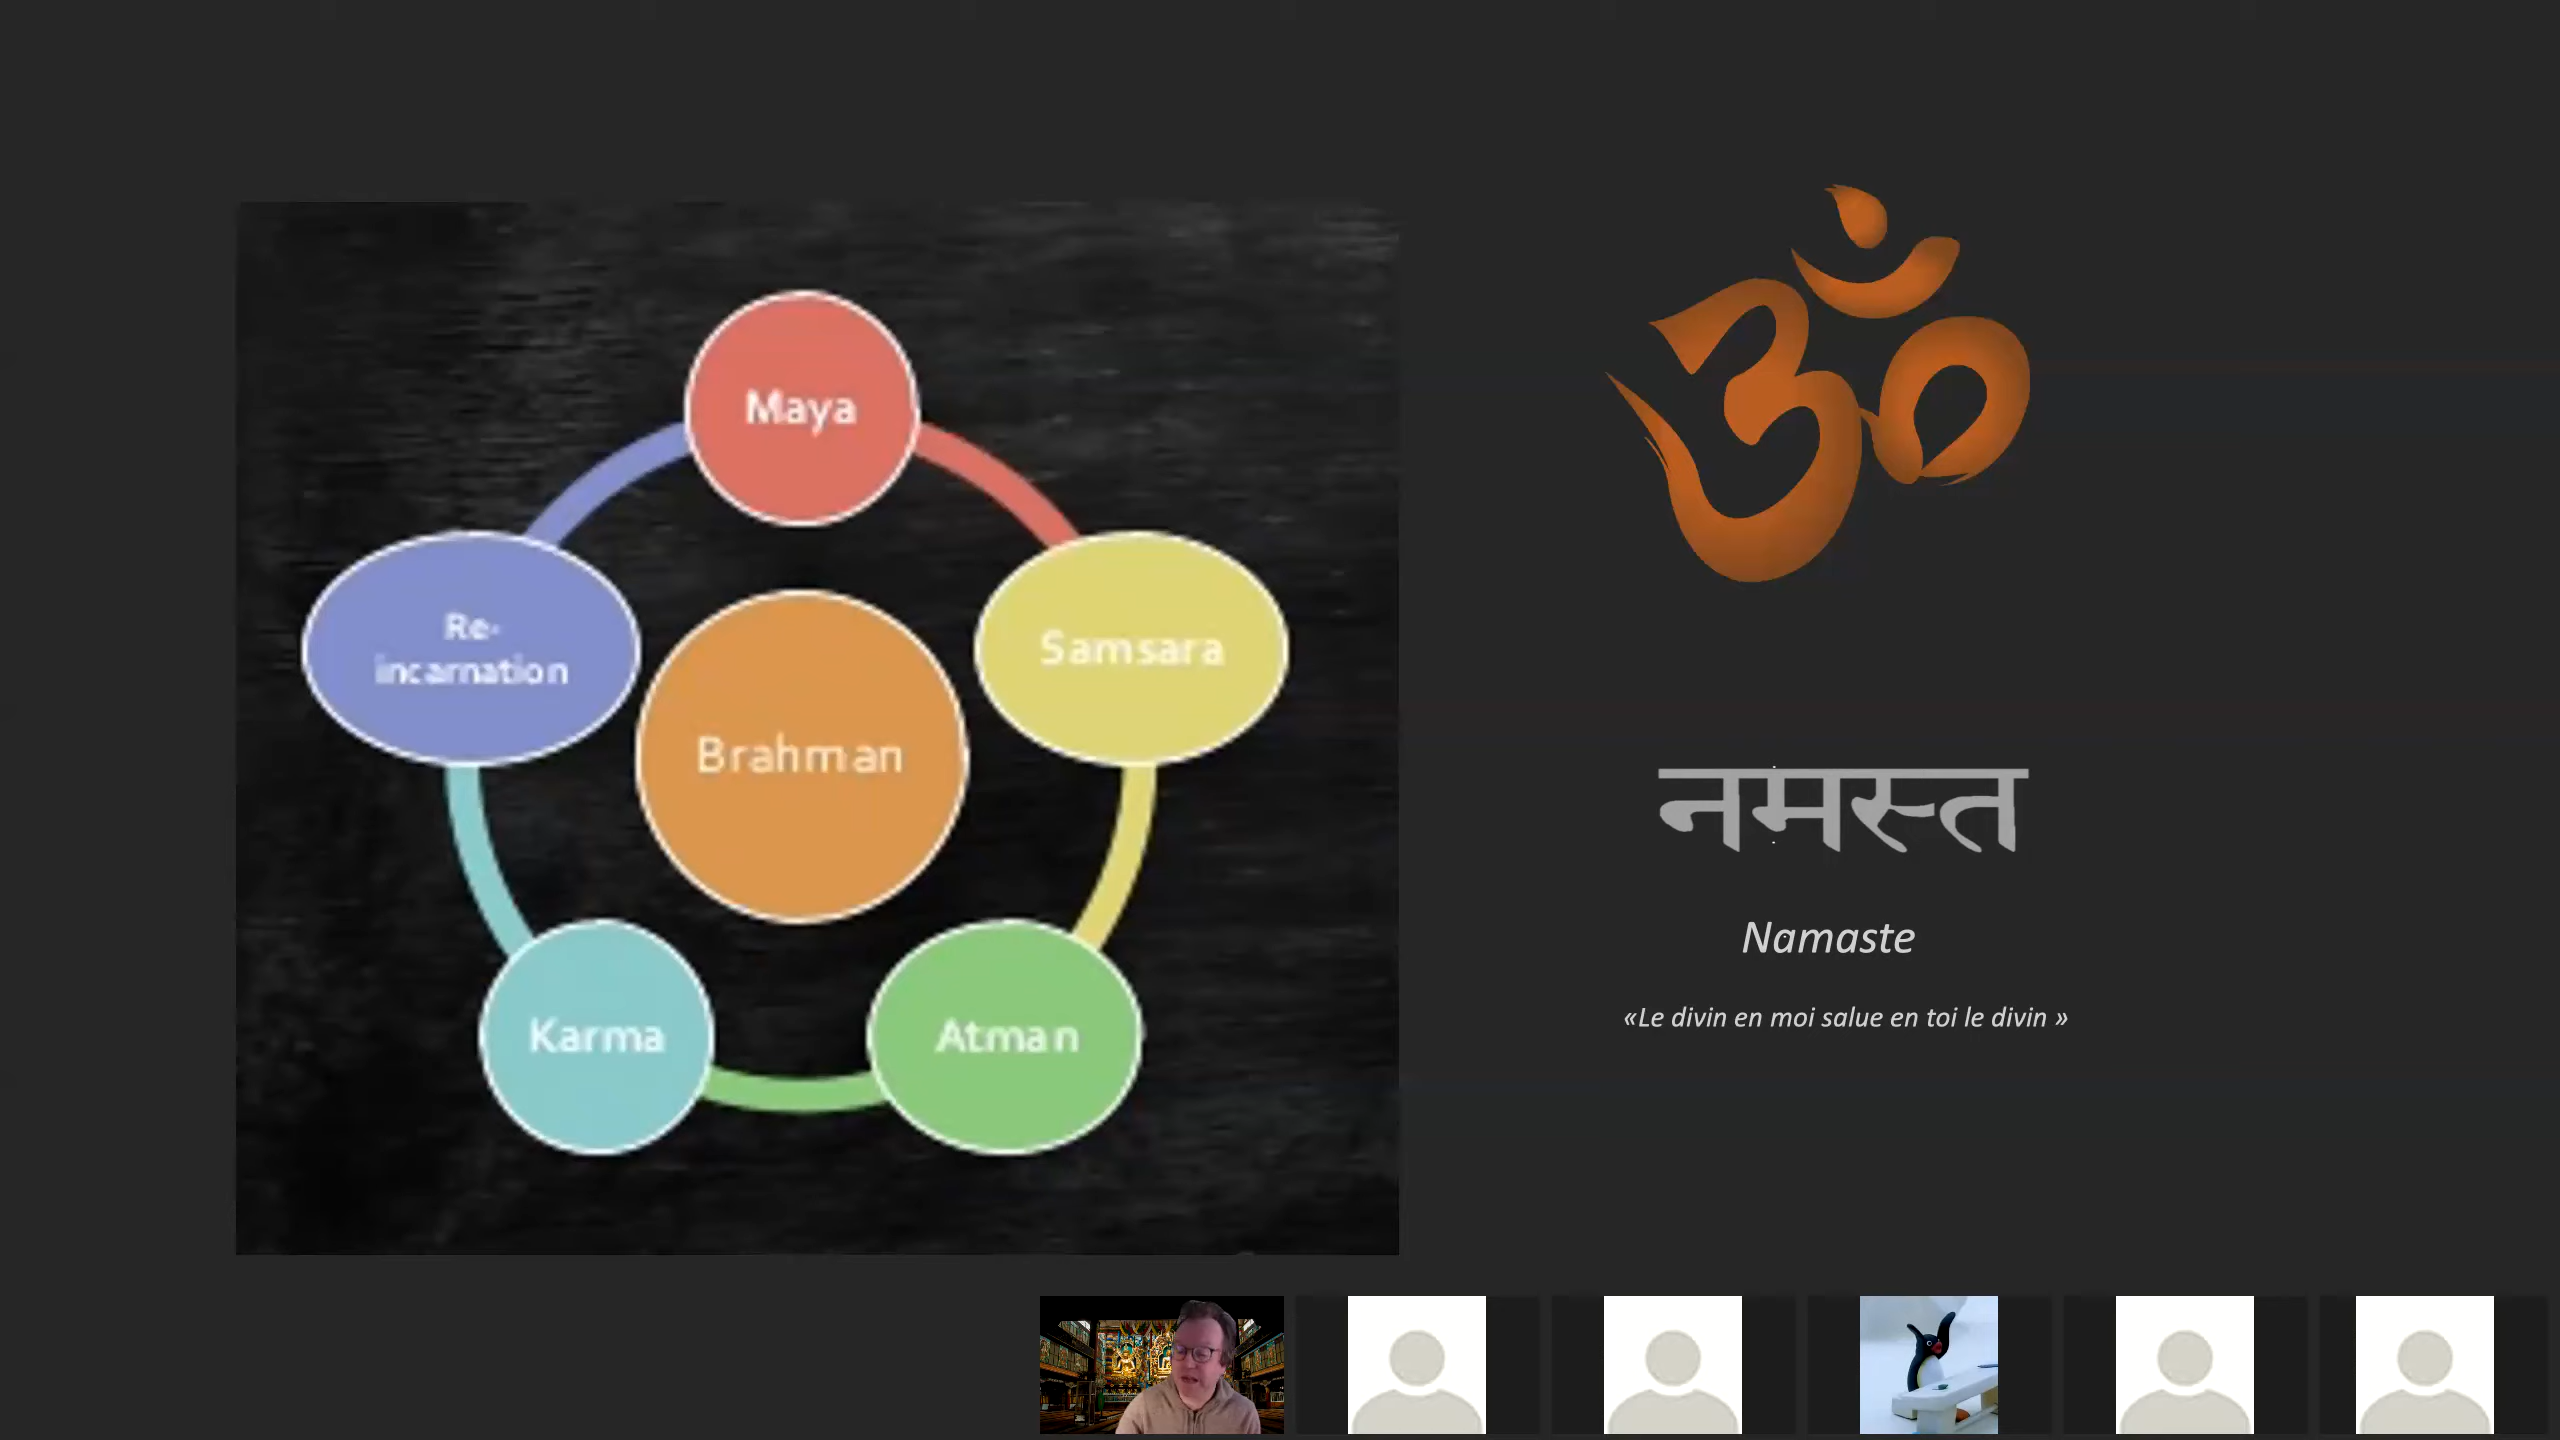 Maya
Re-
incarnation
Samsara
Brahman
Karma
Atman
ॐ
नमस्त
Namaste
«Le divin en moi salue en toi le divin »